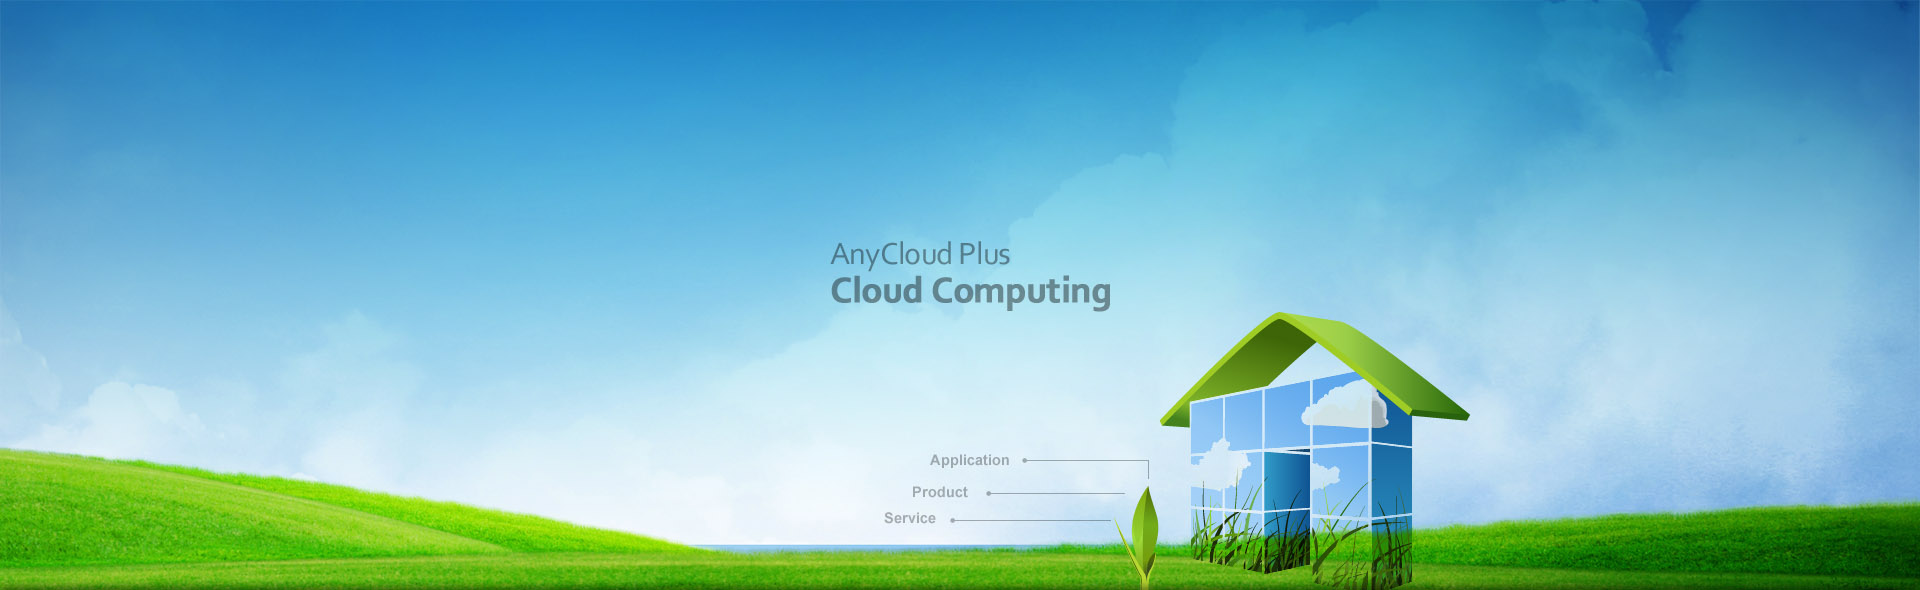 AnyCloud Plus
Cloud Computing
Application
Product
Service